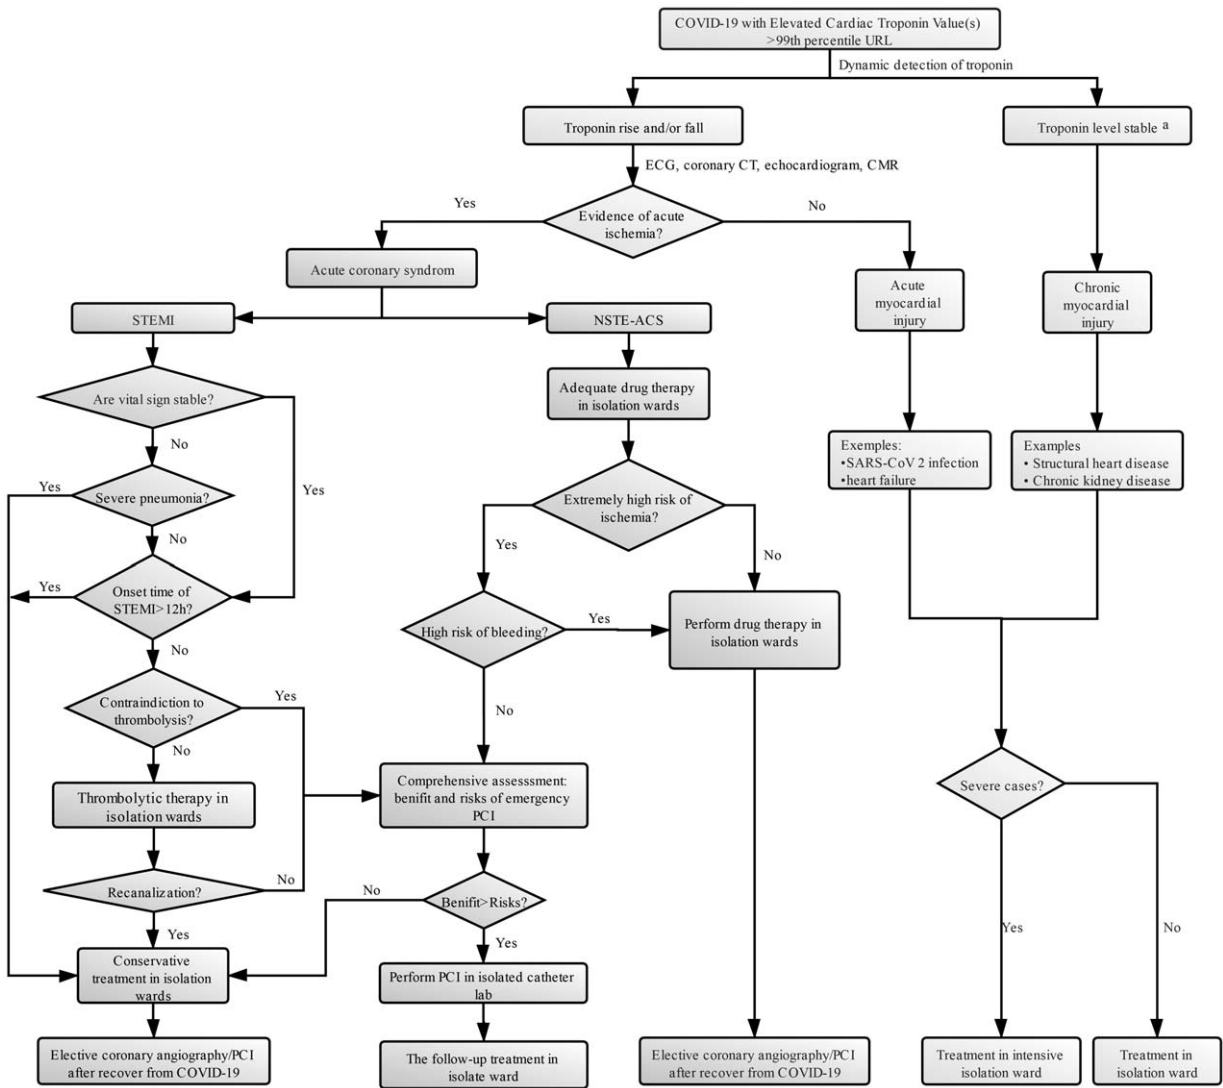 COVID-19 with Elevated Cardiac Troponin Value(s)
>99th percentile URL
Dynamic detection of troponin
Troponin rise and/or fall
Troponin level stable a
ECG, coronary CT, echocardiogram, CMR
Yes
Evidence of acute
ischemia?
No
Acute coronary syndrom
Acute
myocardial
injury
Chronic
myocardial
injury
STEMI
NSTE-ACS
Are vital sign stable?
Adequate drug therapy
in isolation wards
No
Yes
Exemples:
•SARS-CoV 2 infection
•heart failure
Examples
• Structural heart disease
• Chronic kidney disease
Yes
Severe pneumonia?
Extremely high risk of
ischemia?
No
Yes
No
Yes
Onset time of
STEMI>12h?
High risk of bleeding?
Yes
Perform drug therapy in
isolation wards
No
Contraindiction to
thrombolysis?
Yes
No
No
Thrombolytic therapy in
isolation wards
Comprehensive assesssment:
benifit and risks of emergency
PCI
Severe cases?
Recanalization?
No
No
Benifit>Risks?
Yes
Yes
Yes
No
Conservative
treatment in isolation
wards
Perform PCI in isolated catheter
lab
Elective coronary angiography/PCI
after recover from COVID-19
The follow-up treatment in
isolate ward
Elective coronary angiography/PCI
after recover from COVID-19
Treatment in intensive
isolation ward
Treatment in
isolation ward